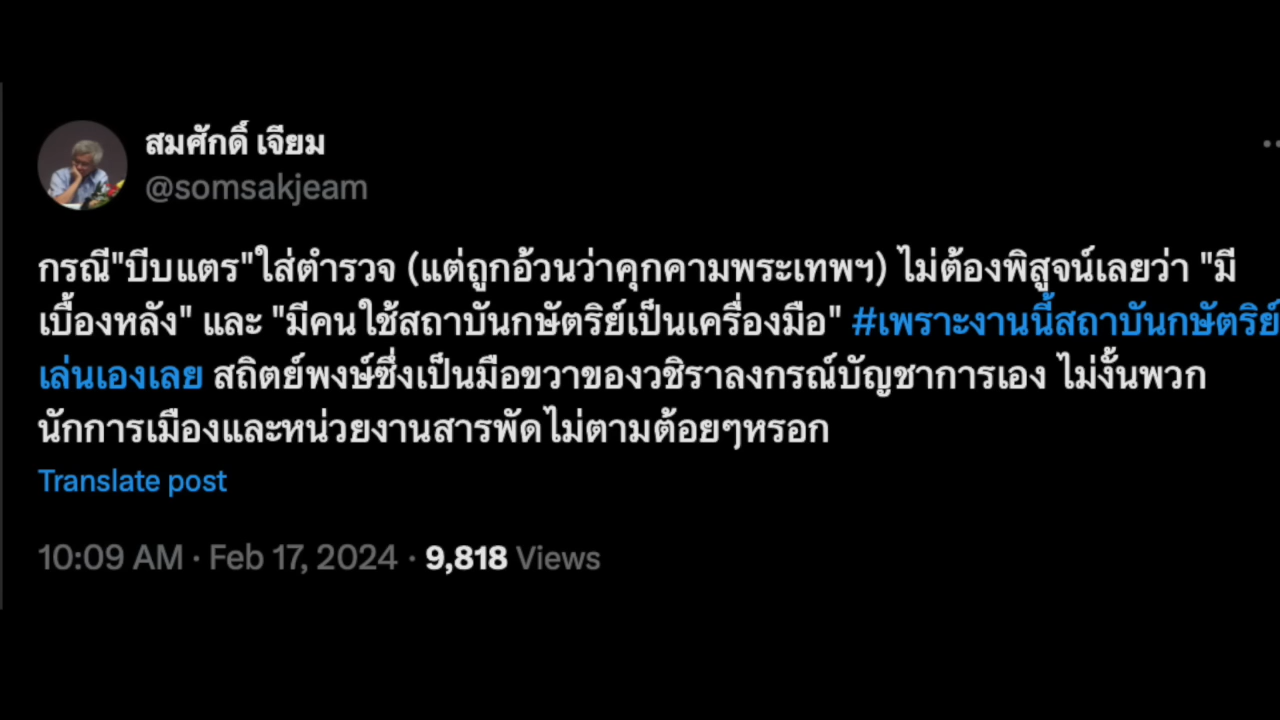 สมศักดิ์ เจียม
@somsakjeam
กรณี"บีบแตร"ใส่ตำรวจ (แต่ถูกอ้วนว่าคุกคามพระเทพฯ) ไม่ต้องพิสูจน์เลยว่า "มี
เบื้องหลัง" และ "มีคนใช้สถาบันกษัตริย์เป็นเครื่องมือ" #เพราะงานนี้สถาบันกษัตริย์
เล่นเองเลย สถิตย์พงษ์ซึ่งเป็นมือขวาของวชิราลงกรณ์บัญชาการเอง ไม่งั้นพวก
นักการเมืองและหน่วยงานสารพัดไม่ตามต้อยๆหรอก
Translate post
10:09 AM · Feb 17, 2024 · 9,818 Views